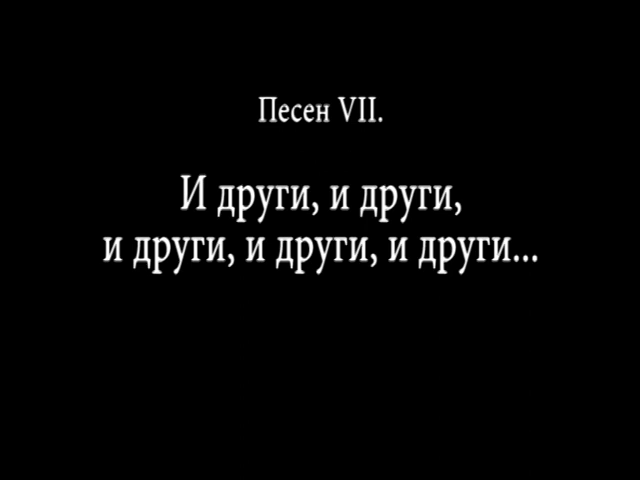 Песен VII.
И други, и други,
и други, и други, и други...